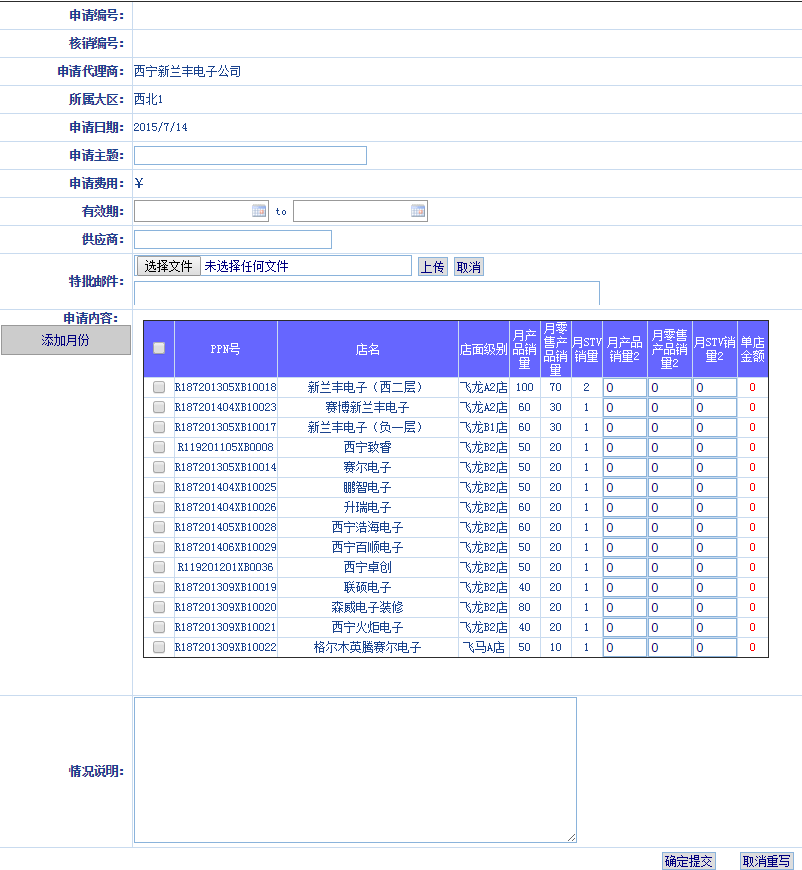 申请编号：
核销编号：
申请代理商： 西宁新兰丰电子公司
所属大区： 西北1
申请日期： 2015/7/14
申请主题：
申请费用： ¥
有效期： to
供应商：
特批邮件： 选择文件 未选择任何文件 上传 取消
申请内容：
添加月份
PPN号 店名 店面级别 月产品销量 月零售产品销量 月STV销量 月产品销量2 月零售产品销量2 月STV销量2 单店金额
R187201305XB10018 新兰丰电子（西二层） 飞龙A2店 100 70 2 0 0 0 0
R187201404XB10023 赛博新兰丰电子 飞龙A2店 60 30 1 0 0 0 0
R187201305XB10017 新兰丰电子（负一层） 飞龙B1店 60 30 1 0 0 0 0
R119201105XB0008 西宁致睿 飞龙B2店 50 20 1 0 0 0 0
R187201305XB10014 赛尔电子 飞龙B2店 50 20 1 0 0 0 0
R187201404XB10025 鹏智电子 飞龙B2店 50 20 1 0 0 0 0
R187201404XB10026 升瑞电子 飞龙B2店 60 20 1 0 0 0 0
R187201405XB10028 西宁浩海电子 飞龙B2店 60 20 1 0 0 0 0
R187201406XB10029 西宁百顺电子 飞龙B2店 50 20 1 0 0 0 0
R119201201XB0036 西宁卓创 飞龙B2店 50 20 1 0 0 0 0
R187201309XB10019 联硕电子 飞龙B2店 40 20 1 0 0 0 0
R187201309XB10020 森威电子装修 飞龙B2店 80 20 1 0 0 0 0
R187201309XB10021 西宁火炬电子 飞龙B2店 40 20 1 0 0 0 0
R187201309XB10022 格尔木英腾赛尔电子 飞马A店 50 10 1 0 0 0 0
情况说明：
确定提交 取消重写